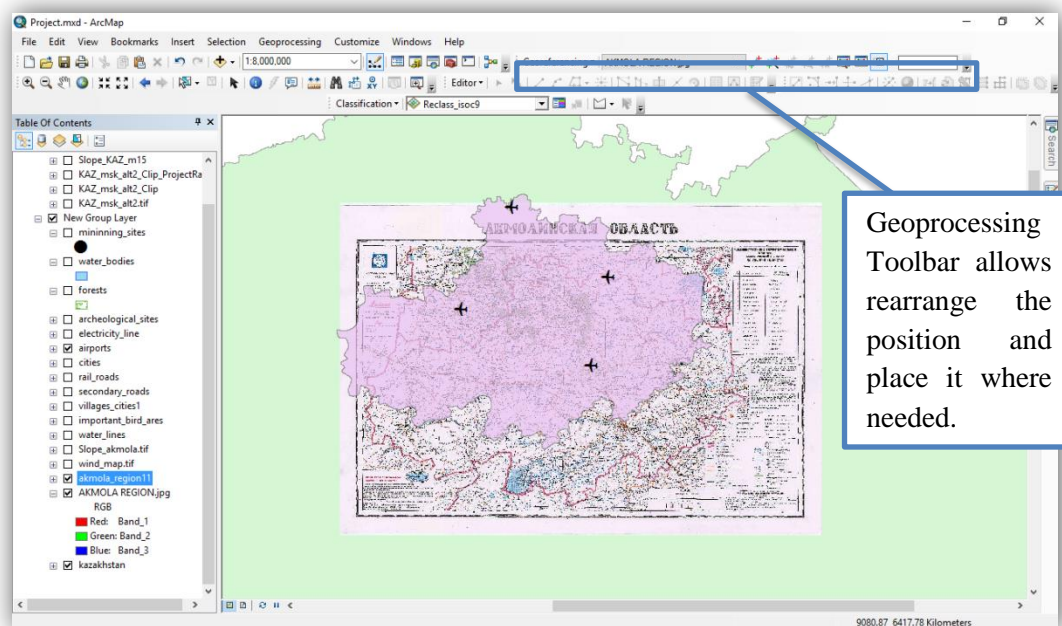 Project.mxd - ArcMap
File Edit View Bookmarks Insert Selection Geoprocessing Customize Windows Help
1:8,000,000
Editor
Classification Reclass_isoc9
Table Of Contents
Search
Slope_KAZ_m15
KAZ_msk_alt2_Clip_ProjectRa
KAZ_msk_alt2_Clip
KAZ_msk_alt2.tif
New Group Layer
mininning_sites
water_bodies
forests
archeological_sites
electricity_line
airports
cities
rail_roads
secondary_roads
villages_cities1
important_bird_ares
water_lines
Slope_akmola.tif
wind_map.tif
akmola_region11
AKMOLA REGION.jpg
RGB
Red: Band_1
Green: Band_2
Blue: Band_3
kazakhstan
АКМОЛИНСКАЯ ОБЛАСТЬ
Geoprocessing
Toolbar allows
rearrange the
position and
place it where
needed.
9080.87 6417.78 Kilometers